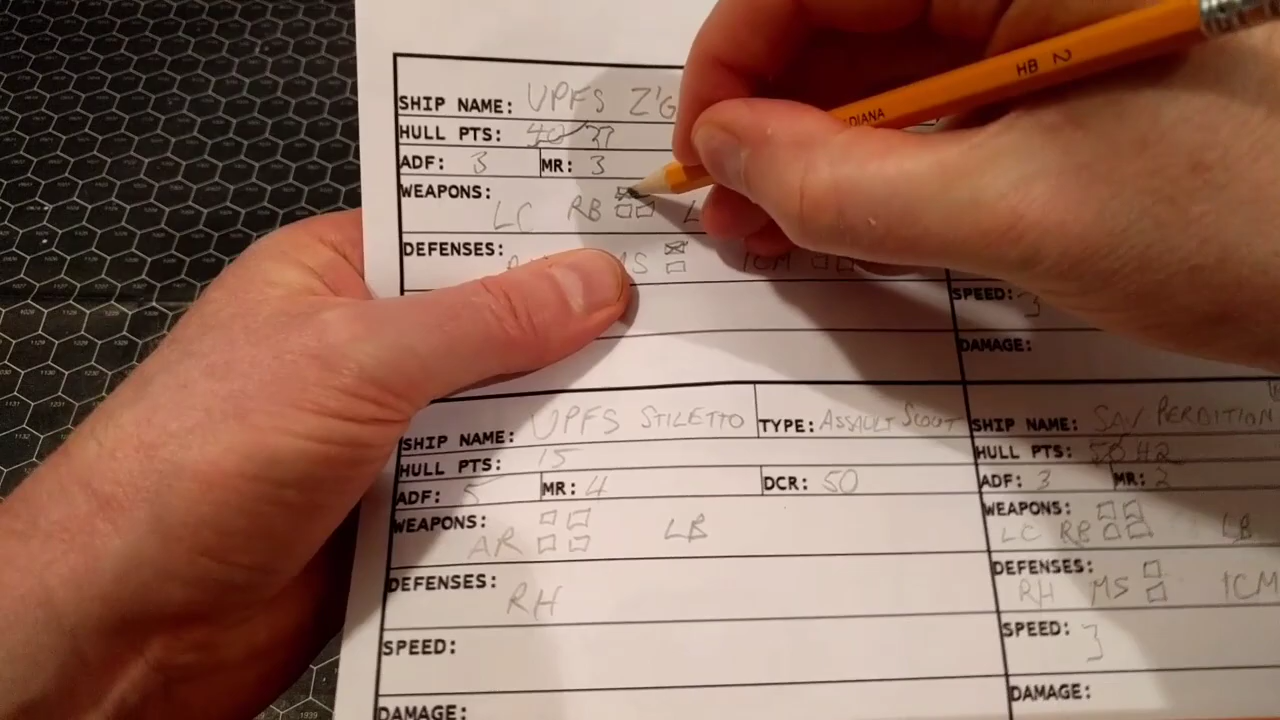 SHIP NAME: UPFS Z'G
HULL PTS: 40 37
ADF: 3 MR: 3
WEAPONS: LC RB L
DEFENSES: MS ICM
SPEED: 3
DAMAGE:
SHIP NAME: UPFS STILETTO TYPE: ASSAULT SCOUT
HULL PTS: 15
ADF: 5 MR: 4 DCR: 50
WEAPONS: AR LB
DEFENSES: RH
SPEED:
DAMAGE:
SHIP NAME: SAV PERDITION
HULL PTS: 50 42
ADF: 3 MR: 2
WEAPONS: LC RB LB
DEFENSES: RH MS ICM
SPEED: 3
DAMAGE:
DIANA HB 2